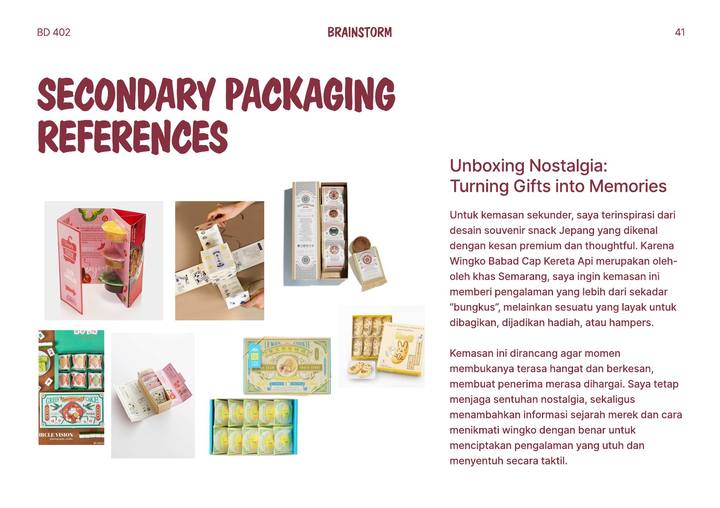 BD 402
BRAINSTORM
41
SECONDARY PACKAGING
REFERENCES
Unboxing Nostalgia:
Turning Gifts into Memories
Untuk kemasan sekunder, saya terinspirasi dari
desain souvenir snack Jepang yang dikenal
dengan kesan premium dan thoughtful. Karena
Wingko Babad Cap Kereta Api merupakan oleh-
oleh khas Semarang, saya ingin kemasan ini
memberi pengalaman yang lebih dari sekadar
“bungkus”, melainkan sesuatu yang layak untuk
dibagikan, dijadikan hadiah, atau hampers.
Kemasan ini dirancang agar momen
membukanya terasa hangat dan berkesan,
membuat penerima merasa dihargai. Saya tetap
menjaga sentuhan nostalgia, sekaligus
menambahkan informasi sejarah merek dan cara
menikmati wingko dengan benar untuk
menciptakan pengalaman yang utuh dan
menyentuh secara taktil.